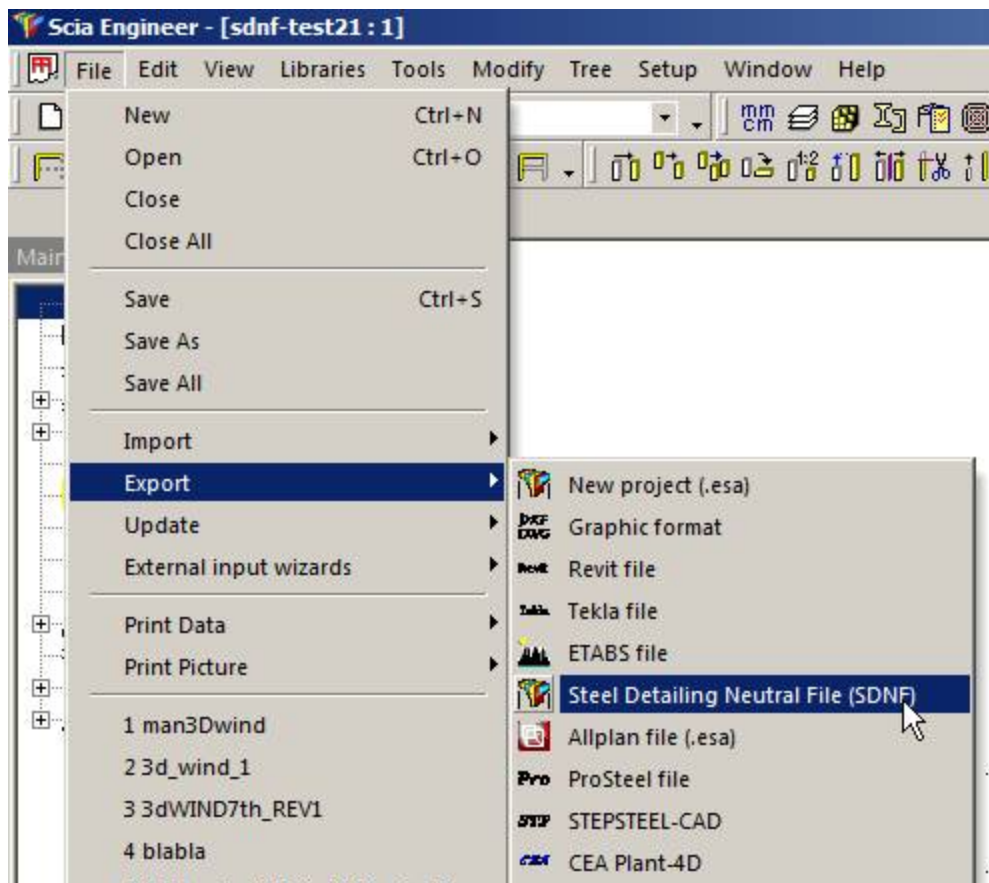 Scia Engineer - [sdnf-test21 : 1]
File Edit View Libraries Tools Modify Tree Setup Window Help
mm
cm
New Ctrl+N
Open Ctrl+O
1:2
Close
Close All
Main
Save Ctrl+S
Save As
Save All
Import
Export
Update
External input wizards
Print Data
Print Picture
1 man3Dwind
2 3d_wind_1
3 3dWIND7th_REV1
4 blabla
New project (.esa)
DXF
DWG Graphic format
Revit Revit file
Tekla Tekla file
ETABS file
Steel Detailing Neutral File (SDNF)
Allplan file (.esa)
Pro ProSteel file
STP STEPSTEEL-CAD
CEA CEA Plant-4D